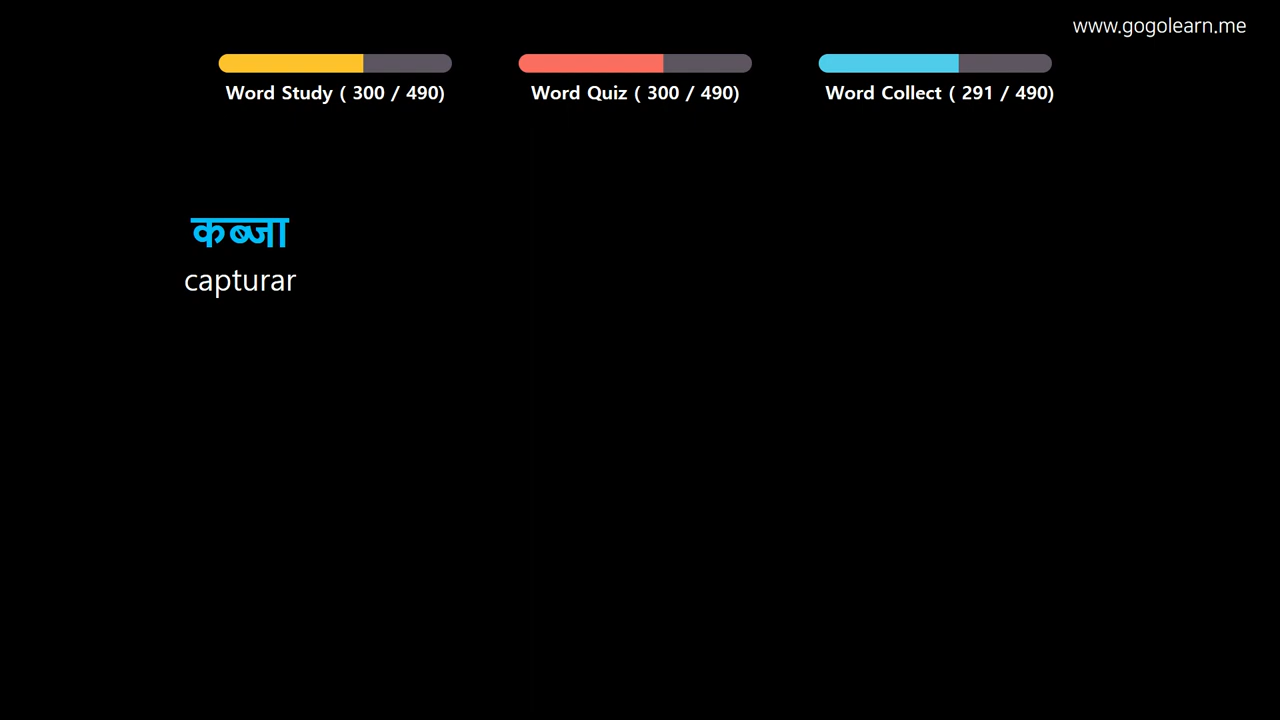 www.gogolearn.me
Word Study ( 300 / 490)
Word Quiz ( 300 / 490)
Word Collect ( 291 / 490)
कब्जा
capturar